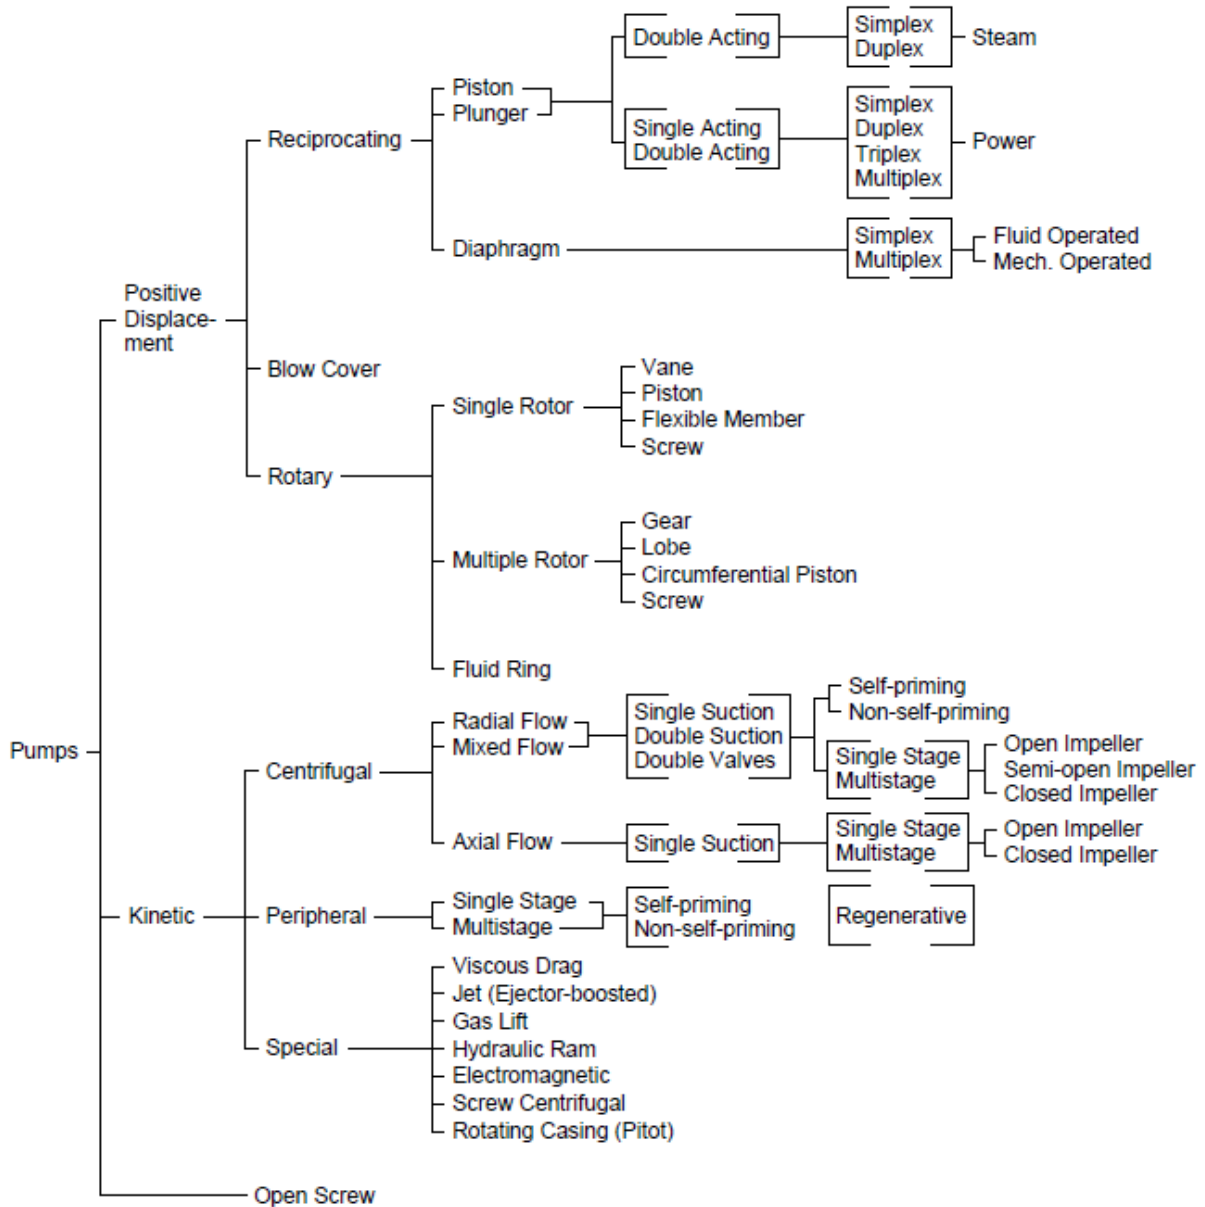 Double Acting
Simplex
Duplex
Steam
Piston
Plunger
Reciprocating
Single Acting
Double Acting
Simplex
Duplex
Triplex
Multiplex
Power
Diaphragm
Simplex
Multiplex
Fluid Operated
Mech. Operated
Positive
Displace-
ment
Blow Cover
Single Rotor
Vane
Piston
Flexible Member
Screw
Rotary
Multiple Rotor
Gear
Lobe
Circumferential Piston
Screw
Fluid Ring
Pumps
Centrifugal
Radial Flow
Mixed Flow
Single Suction
Double Suction
Double Valves
Self-priming
Non-self-priming
Single Stage
Multistage
Open Impeller
Semi-open Impeller
Closed Impeller
Axial Flow
Single Suction
Single Stage
Multistage
Open Impeller
Closed Impeller
Kinetic
Peripheral
Single Stage
Multistage
Self-priming
Non-self-priming
Regenerative
Special
Viscous Drag
Jet (Ejector-boosted)
Gas Lift
Hydraulic Ram
Electromagnetic
Screw Centrifugal
Rotating Casing (Pitot)
Open Screw